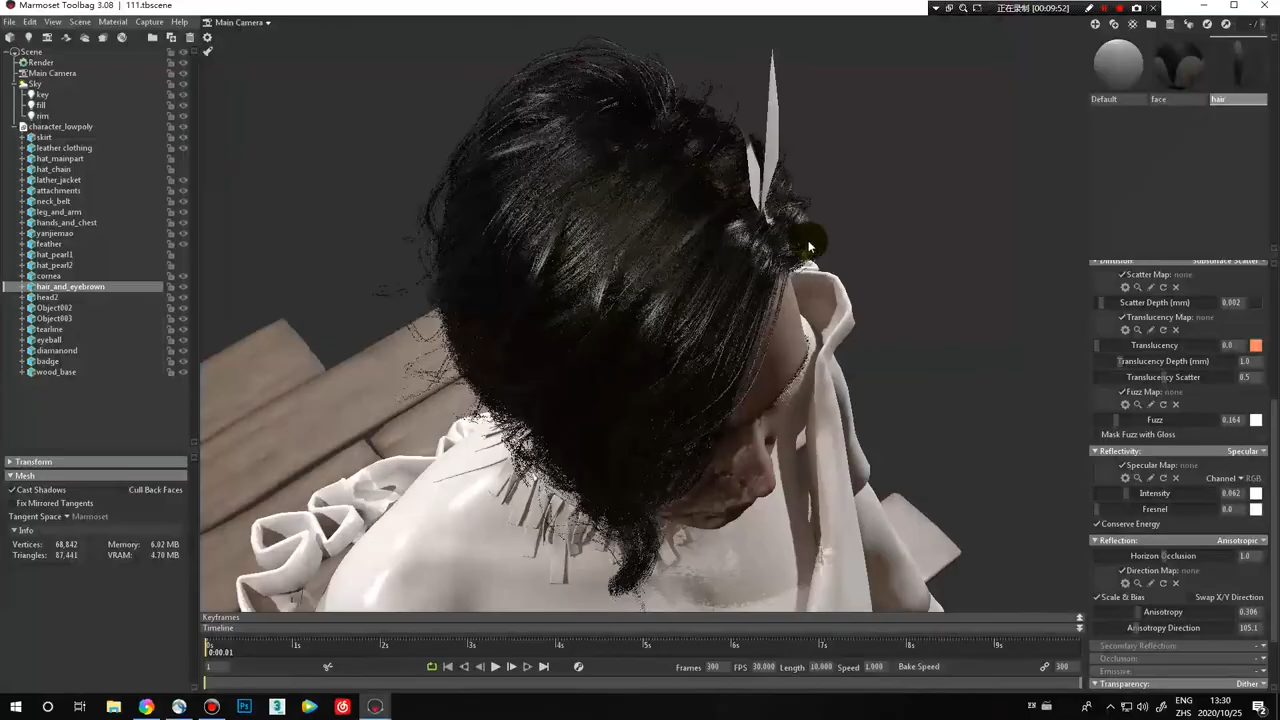 Marmoset Toolbag 3.08 | 111.tbscene
正在录制 [00:09:52]
File Edit View Scene Material Capture Help
Main Camera
Scene
Render
Main Camera
Sky
key
fill
rim
character_lowpoly
skirt
leather clothing
hat_mainpart
hat_chain
lather_jacket
attachments
neck_belt
leg_and_arm
hands_and_chest
yanjiemao
feather
hat_pearl1
hat_pearl2
cornea
hair_and_eyebrown
head2
Object002
Object003
tearline
eyeball
diamanond
badge
wood_base
Transform
Mesh
Cast Shadows Cull Back Faces
Fix Mirrored Tangents
Tangent Space Marmoset
Info
Vertices: 68,842 Memory: 6.02 MB
Triangles: 87,441 VRAM: 4.70 MB
Default face hair
Diffusion: Subsurface Scatter
Scatter Map: none
Scatter Depth (mm) 0.002
Translucency Map: none
Translucency 0.0
Translucency Depth (mm) 1.0
Translucency Scatter 0.5
Fuzz Map: none
Fuzz 0.164
Mask Fuzz with Gloss
Reflectivity: Specular
Specular Map: none
Channel RGB
Intensity 0.062
Fresnel 0.0
Conserve Energy
Reflection: Anisotropic
Horizon Occlusion 1.0
Direction Map: none
Scale & Bias Swap X/Y Direction
Anisotropy 0.306
Anisotropy Direction 105.1
Secondary Reflection:
Occlusion:
Emissive:
Transparency: Dither
Keyframes
Timeline
0s 1s 2s 3s 4s 5s 6s 7s 8s 9s
0:00.01
1 Frames 300 FPS 30.000 Length 10.000 Speed 1.000 Bake Speed 300
Ps 3
ENG 13:30
ZHS 2020/10/25
2